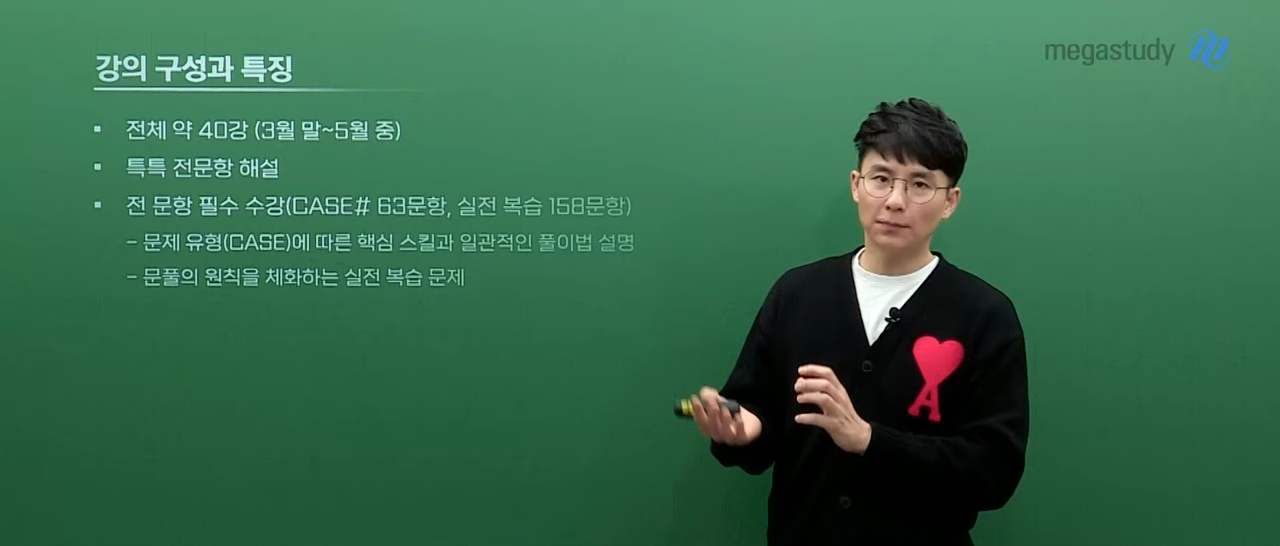 megastudy
강의 구성과 특징
▪ 전체 약 40강 (3월 말~5월 중)
▪ 특특 전문항 해설
▪ 전 문항 필수 수강(CASE# 63문항, 실전 복습 158문항)
- 문제 유형(CASE)에 따른 핵심 스킬과 일관적인 풀이법 설명
- 문풀의 원칙을 체화하는 실전 복습 문제
A